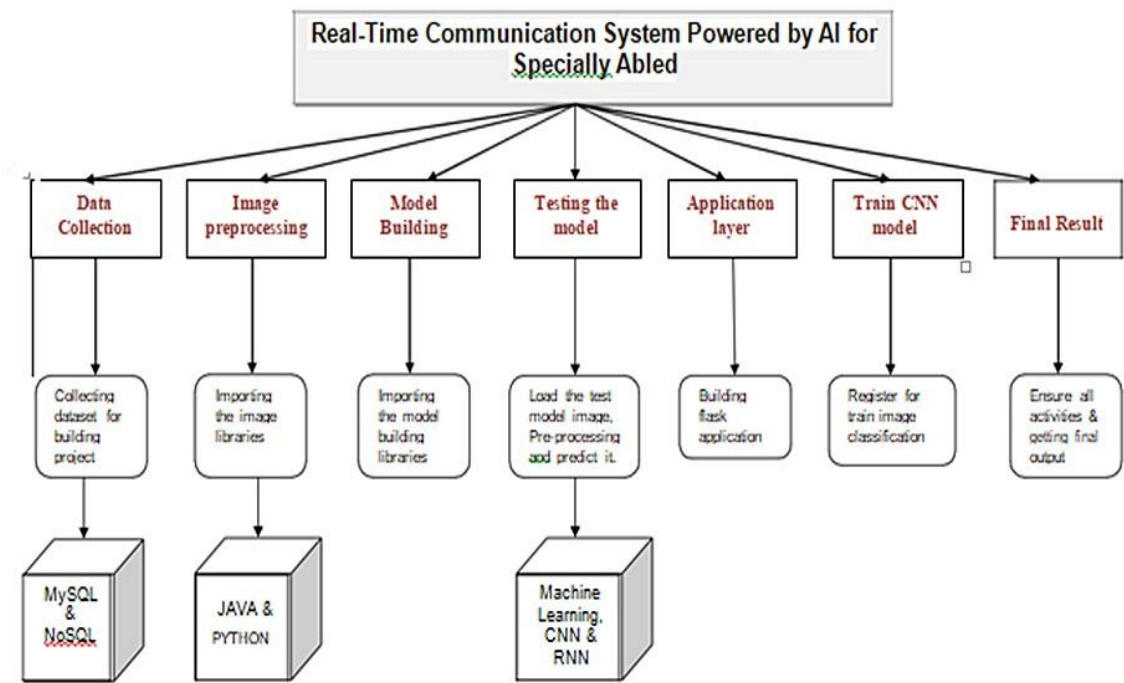 Real-Time Communication System Powered by AI for
Specially Abled
Data
Collection
Image
preprocessing
Model
Building
Testing the
model
Application
layer
Train CNN
model
Final Result
Collecting
dataset for
building
project
Importing
the image
libraries
Importing
the model
building
libraries
Load the test
model image,
Pre-processing
aod predict it.
Building
flask
application
Register for
train image
classification
Ensure all
activities &
getting final
output
MySQL
&
NoSQL
JAVA &
PYTHON
Machine
Learning,
CNN &
RNN